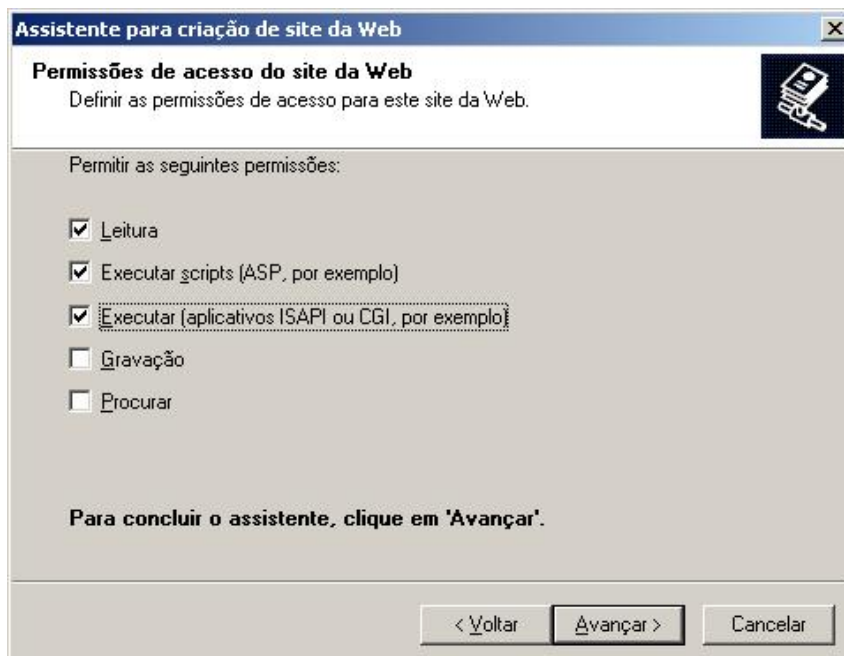 Assistente para criação de site da Web
Permissões de acesso do site da Web
Definir as permissões de acesso para este site da Web.
Permitir as seguintes permissões:
Leitura
Executar scripts (ASP, por exemplo)
Executar (aplicativos ISAPI ou CGI, por exemplo)
Gravação
Procurar
Para concluir o assistente, clique em 'Avançar'.
< Voltar Avançar > Cancelar